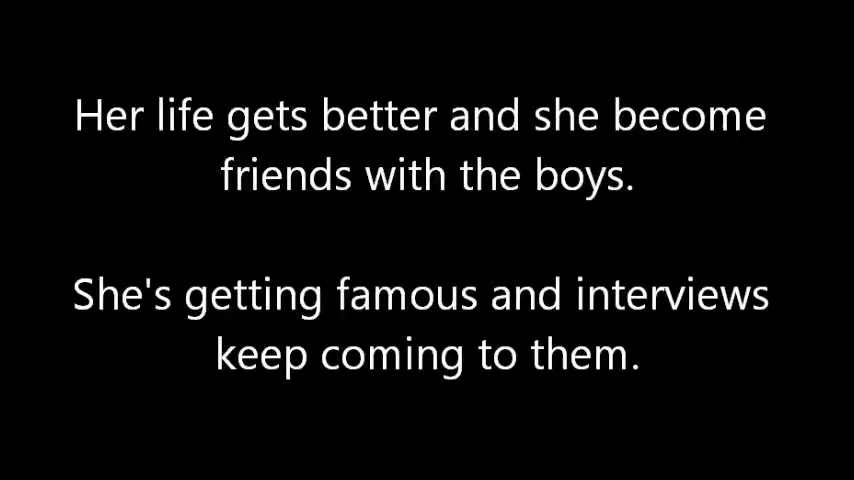 Her life gets better and she become
friends with the boys.
She's getting famous and interviews
keep coming to them.